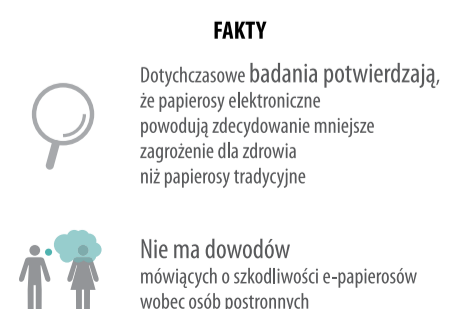 FAKTY
Dotychczasowe badania potwierdzają,
że papierosy elektroniczne
powodują zdecydowanie mniejsze
zagrożenie dla zdrowia
niż papierosy tradycyjne
Nie ma dowodów
mówiących o szkodliwości e-papierosów
wobec osób postronnych